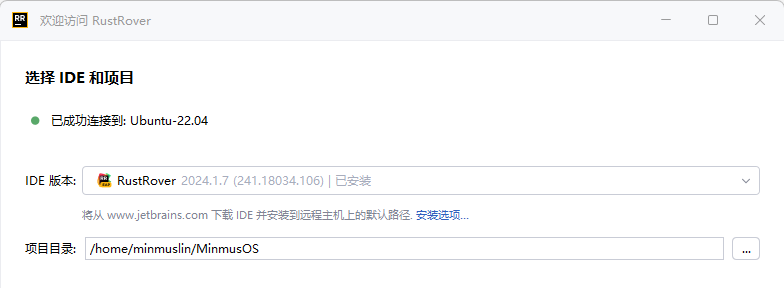 RR 欢迎访问 RustRover
选择 IDE 和项目
已成功连接到: Ubuntu-22.04
IDE 版本: RustRover 2024.1.7 (241.18034.106) | 已安装
将从 www.jetbrains.com 下载 IDE 并安装到远程主机上的默认路径. 安装选项...
项目目录: /home/minmuslin/MinmusOS ...